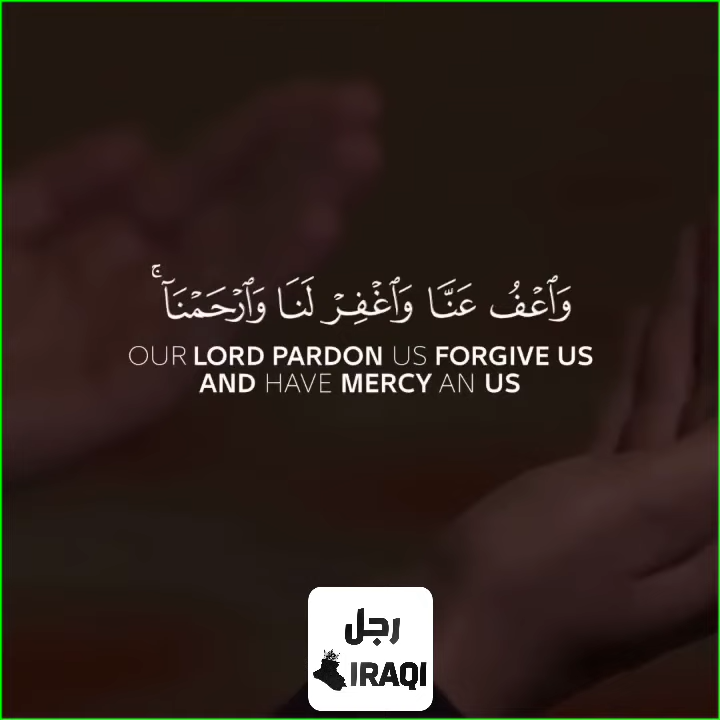 وَٱعۡفُ عَنَّا وَٱغۡفِرۡ لَنَا وَٱرۡحَمۡنَآۚ
OUR LORD PARDON US FORGIVE US
AND HAVE MERCY AN US
رجل
IRAQI